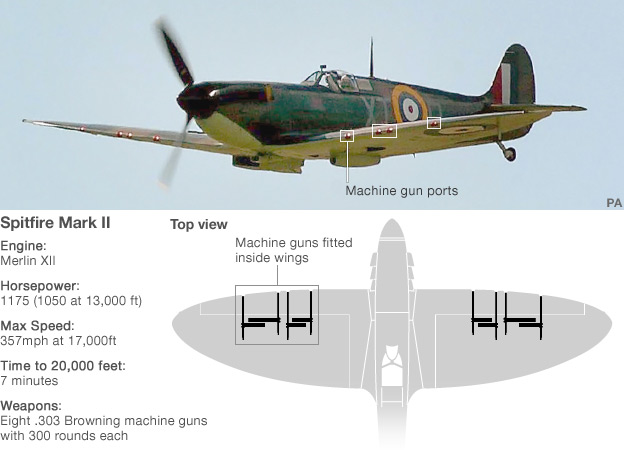 Machine gun ports
PA
Spitfire Mark II
Engine:
Merlin XII
Horsepower:
1175 (1050 at 13,000 ft)
Max Speed:
357mph at 17,000ft
Time to 20,000 feet:
7 minutes
Weapons:
Eight .303 Browning machine guns
with 300 rounds each
Top view
Machine guns fitted
inside wings